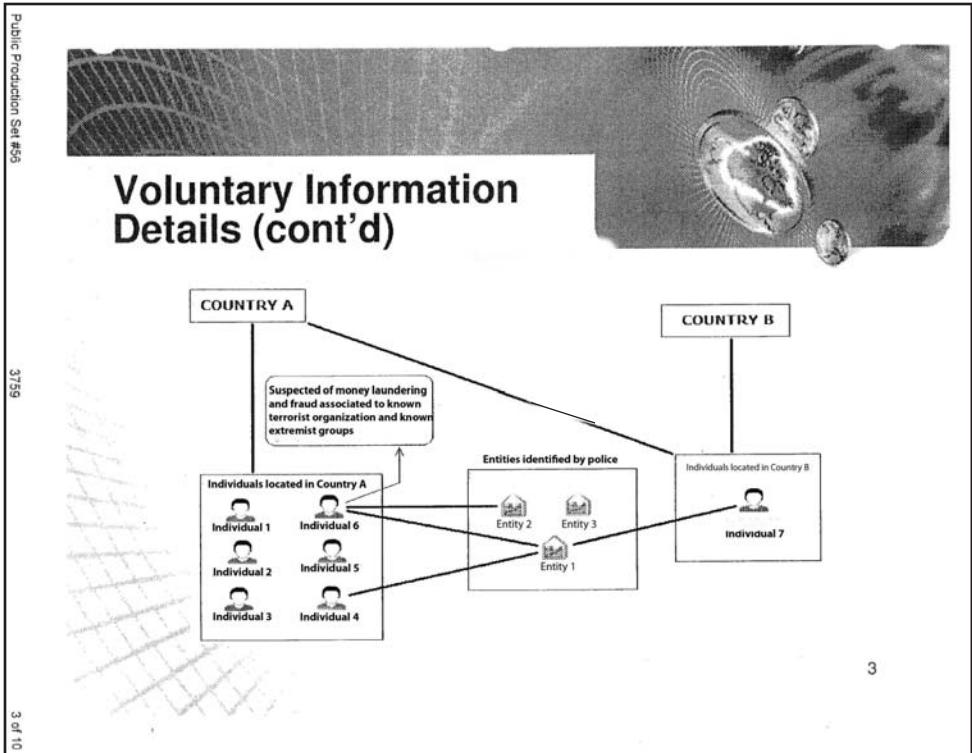 Public Production Set #56
3759
3 of 10
Voluntary Information
Details (cont'd)
COUNTRY A
COUNTRY B
Suspected of money laundering
and fraud associated to known
terrorist organization and known
extremist groups
Individuals located in Country A
Individual 1
Individual 6
Individual 2
Individual 5
Individual 3
Individual 4
Entities identified by police
Entity 2
Entity 3
Entity 1
Individuals located in Country B
Individual 7
3